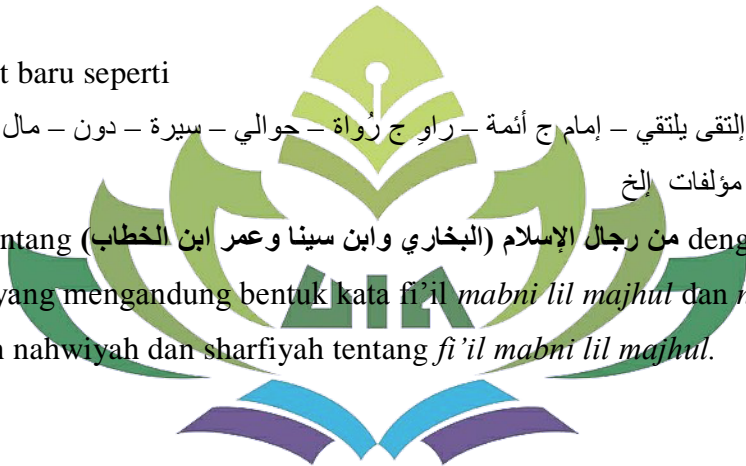 t baru seperti
إلتقى يلتقي – إمام ج أئمة – راوِ ج رُواة – حوالي – سيرة – دون – مال
مؤلفات إلخ
ntang من رجال الإسلام (البخاري وابن سينا وعمر ابن الخطاب) deng
yang mengandung bentuk kata fi’il mabni lil majhul dan
n nahwiyah dan sharfiyah tentang fi’il mabni lil majhul.